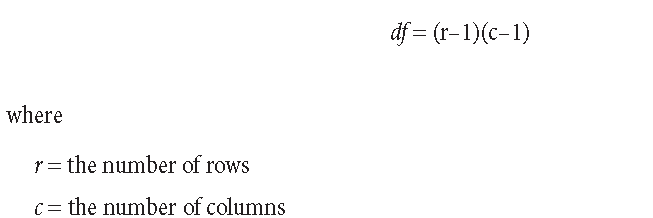 df = (r–1)(c–1)
where
r = the number of rows
c = the number of columns